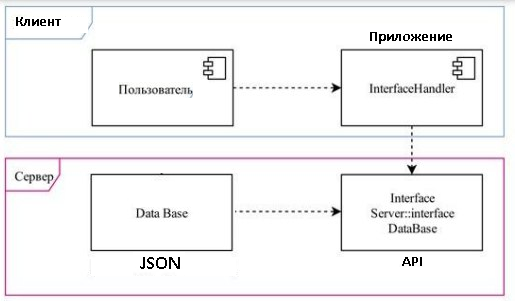 Клиент
Приложение
Пользователь
InterfaceHandler
Сервер
Data Base
Interface
Server::interface
DataBase
JSON
API